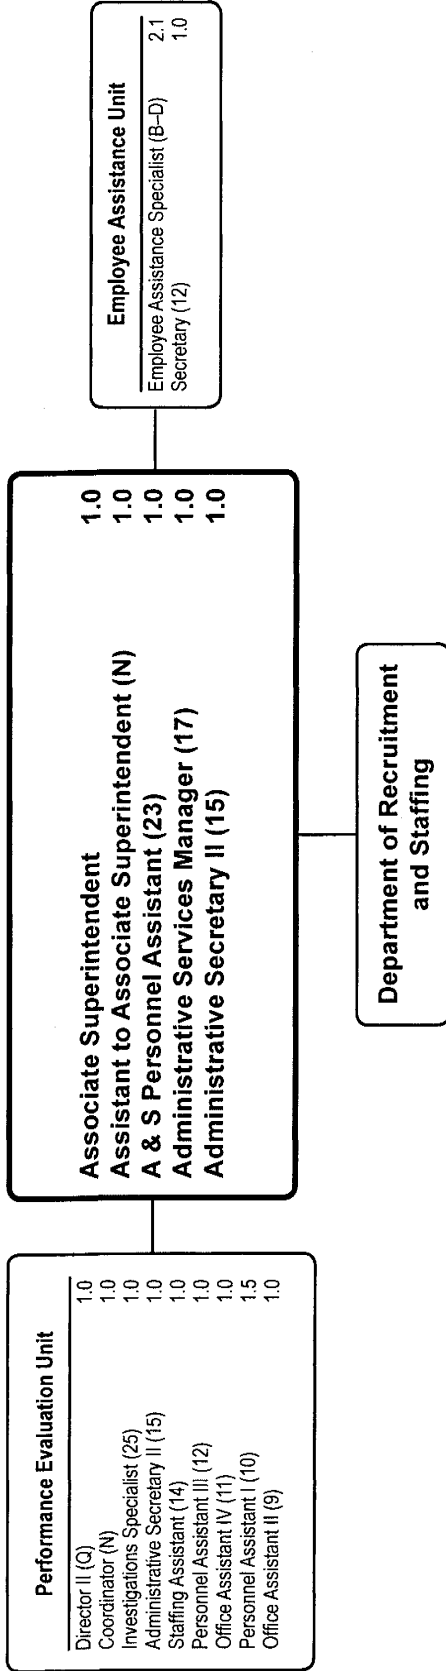 Performance Evaluation Unit
Director II (Q) 1.0
Coordinator (N) 1.0
Investigations Specialist (25) 1.0
Administrative Secretary II (15) 1.0
Staffing Assistant (14) 1.0
Personnel Assistant III (12) 1.0
Office Assistant IV (11) 1.0
Personnel Assistant I (10) 1.5
Office Assistant II (9) 1.0
Associate Superintendent 1.0
Assistant to Associate Superintendent (N) 1.0
A & S Personnel Assistant (23) 1.0
Administrative Services Manager (17) 1.0
Administrative Secretary II (15) 1.0
Employee Assistance Unit
Employee Assistance Specialist (B–D) 2.1
Secretary (12) 1.0
Department of Recruitment
and Staffing